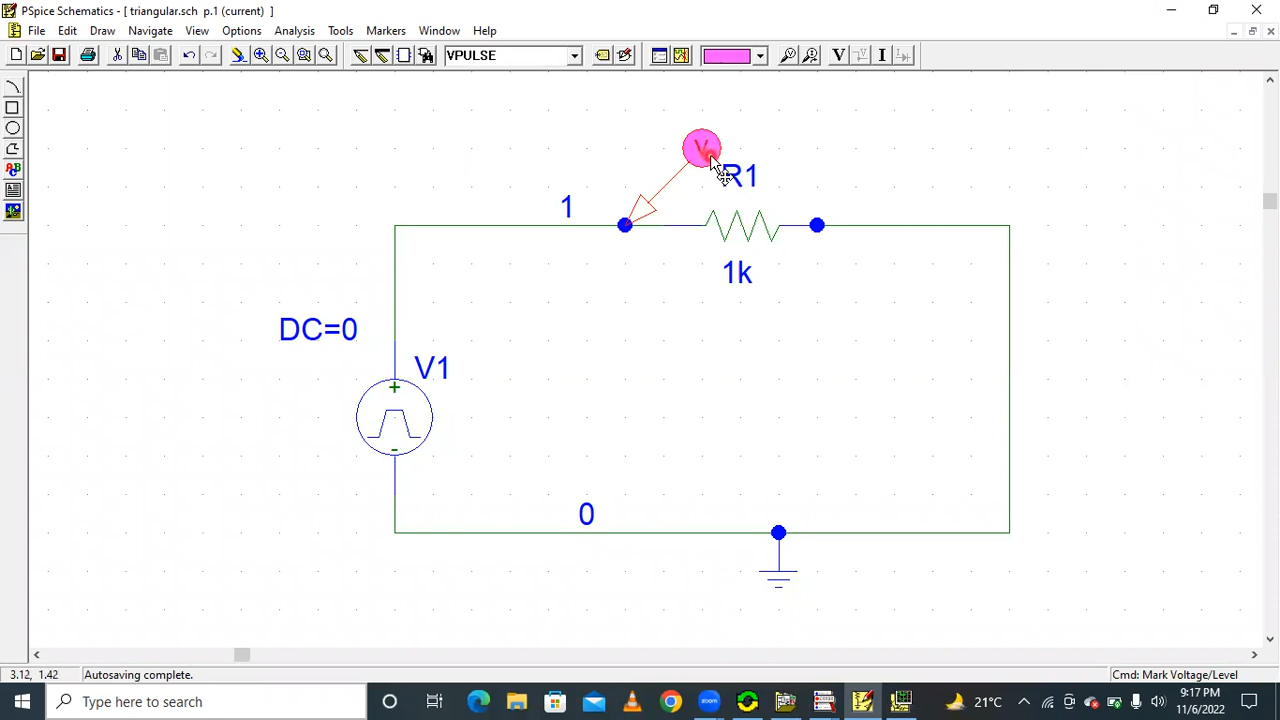 PSpice Schematics - [ triangular.sch p.1 (current) ]
File Edit Draw Navigate View Options Analysis Tools Markers Window Help
VPULSE
V V I
V
R1
1
1k
DC=0
V1
+
-
0
3.12, 1.42 Autosaving complete. Cmd: Mark Voltage/Level
Type here to search
21°C
9:17 PM
11/6/2022